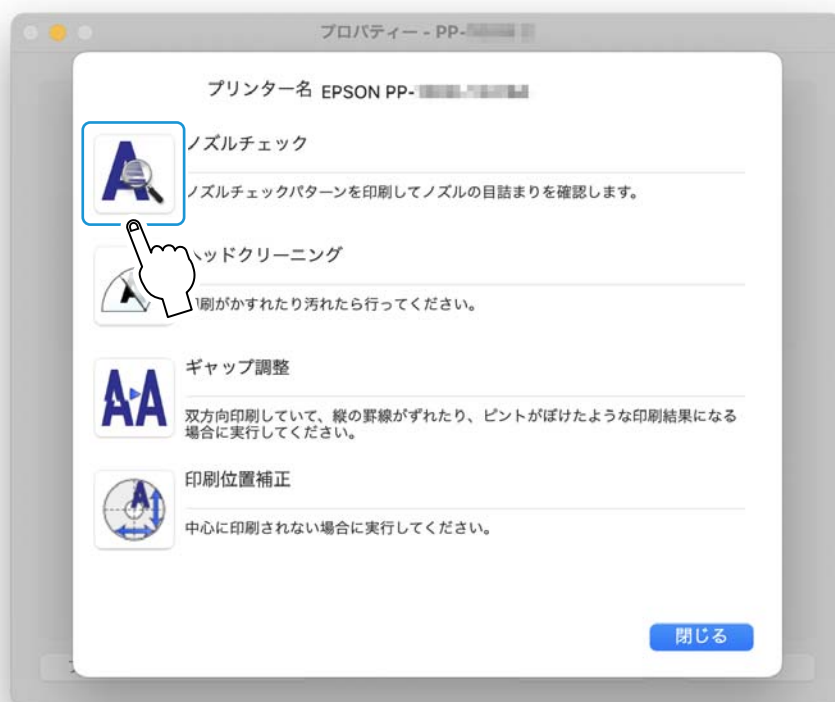 プロパティー - PP-
プリンター名 EPSON PP-
ノズルチェック
ノズルチェックパターンを印刷してノズルの目詰まりを確認します。
ヘッドクリーニング
印刷がかすれたり汚れたら行ってください。
ギャップ調整
双方向印刷していて、縦の罫線がずれたり、ピントがぼけたような印刷結果になる
場合に実行してください。
印刷位置補正
中心に印刷されない場合に実行してください。
閉じる